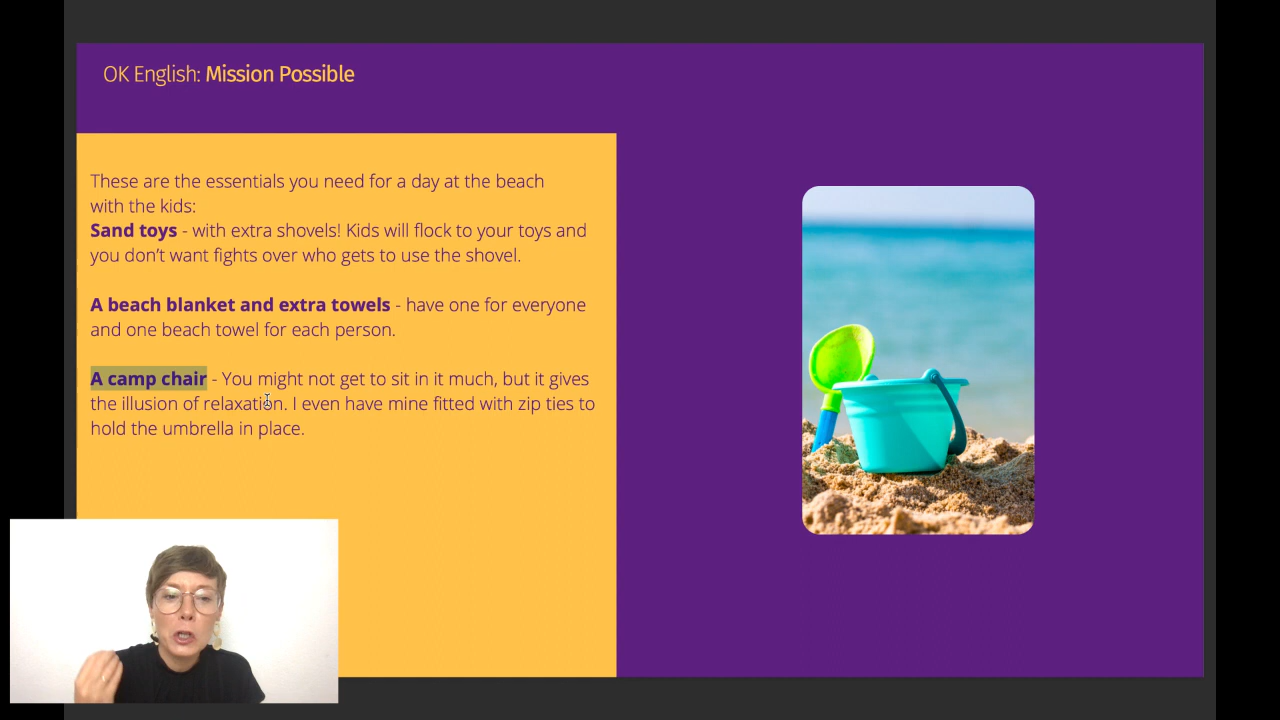 OK English: Mission Possible
These are the essentials you need for a day at the beach
with the kids:
Sand toys - with extra shovels! Kids will flock to your toys and
you don’t want fights over who gets to use the shovel.
A beach blanket and extra towels - have one for everyone
and one beach towel for each person.
A camp chair - You might not get to sit in it much, but it gives
the illusion of relaxation. I even have mine fitted with zip ties to
hold the umbrella in place.